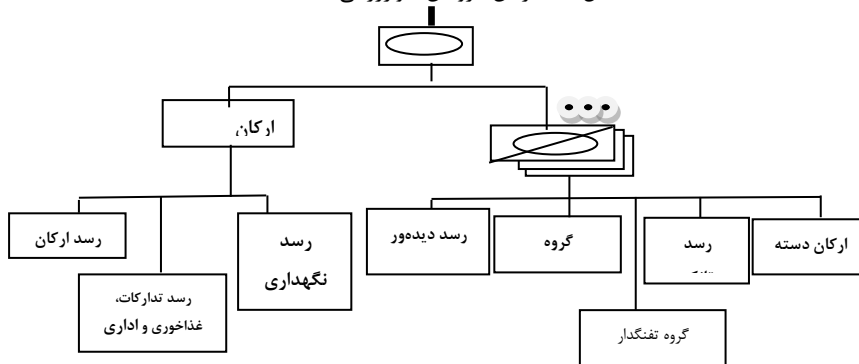 ارکان
رسد ارکان
رسد
نگهداری
رسد تدارکات،
غذاخوری و اداری
رسد دیده‌ور
گروه
رسد
ارکان دسته
گروه تفنگدار